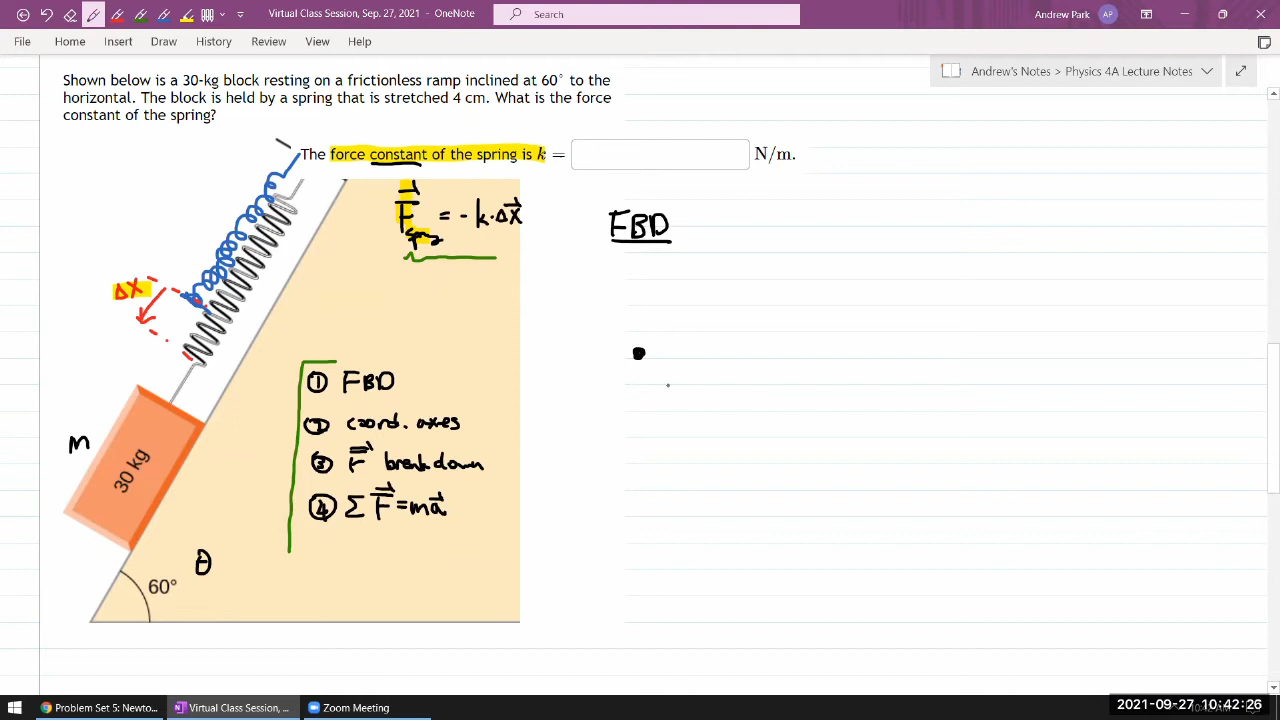 Virtual Class Session, Sep. 27, 2021 - OneNote
Search
Andrew Park
AP
File Home Insert Draw History Review View Help
Andrew's Notes > Physics 4A Lecture Notes
Shown below is a 30-kg block resting on a frictionless ramp inclined at 60° to the
horizontal. The block is held by a spring that is stretched 4 cm. What is the force
constant of the spring?
The force constant of the spring is k = N/m.
F spring = - k · Δx
FBD
Δx
① FBD
② coord. axes
③ F breakdown
④ Σ F = ma
m
30 kg
θ
60°
Problem Set 5: Newto...
Virtual Class Session, ...
Zoom Meeting
2021-09-27 10:42:26